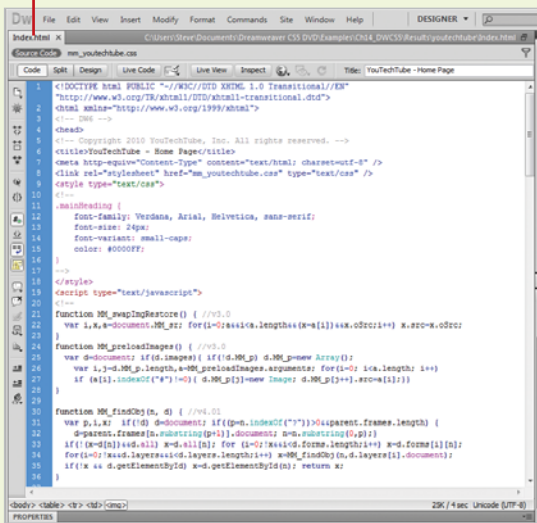 Dw File Edit View Insert Modify Format Commands Site Window Help DESIGNER
Index.html × C:\Users\Steve\Documents\Dreamweaver CS5 DVD\Examples\Ch14_DWCS5\Results\youtechtube\Index.html
Source Code mm_youtechtube.css
Code Split Design Live Code Live View Inspect Title: YouTechTube - Home Page
1 <!DOCTYPE html PUBLIC "-//W3C//DTD XHTML 1.0 Transitional//EN"
"http://www.w3.org/TR/xhtml1/DTD/xhtml1-transitional.dtd">
2 <html xmlns="http://www.w3.org/1999/xhtml">
3 <!-- DW6 -->
4 <head>
5 <!-- Copyright 2010 YouTechTube, Inc. All rights reserved. -->
6 <title>YouTechTube - Home Page</title>
7 <meta http-equiv="Content-Type" content="text/html; charset=utf-8" />
8 <link rel="stylesheet" href="mm_youtechtube.css" type="text/css" />
9 <style type="text/css">
10 <!--
11 .mainHeading {
12 font-family: Verdana, Arial, Helvetica, sans-serif;
13 font-size: 24px;
14 font-variant: small-caps;
15 color: #0000FF;
16 }
17 -->
18 </style>
19 <script type="text/javascript">
20 <!--
21 function MM_swapImgRestore() { //v3.0
22 var i,x,a=document.MM_sr; for(i=0;a&&i<a.length&&(x=a[i])&&x.oSrc;i++) x.src=x.oSrc;
23 }
24 function MM_preloadImages() { //v3.0
25 var d=document; if(d.images){ if(!d.MM_p) d.MM_p=new Array();
26 var i,j=d.MM_p.length,a=MM_preloadImages.arguments; for(i=0; i<a.length; i++)
27 if (a[i].indexOf("#")!=0){ d.MM_p[j]=new Image; d.MM_p[j++].src=a[i];}}
28 }
29
30 function MM_findObj(n, d) { //v4.01
31 var p,i,x; if(!d) d=document; if((p=n.indexOf("?"))>0&&parent.frames.length) {
32 d=parent.frames[n.substring(p+1)].document; n=n.substring(0,p);}
33 if(!(x=d[n])&&d.all) x=d.all[n]; for (i=0;!x&&i<d.forms.length;i++) x=d.forms[i][n];
34 for(i=0;!x&&d.layers&&i<d.layers.length;i++) x=MM_findObj(n,d.layers[i].document);
35 if(!x && d.getElementById) x=d.getElementById(n); return x;
36 }
<body> <table> <tr> <td> <img> 25K / 4 sec Unicode (UTF-8)
PROPERTIES